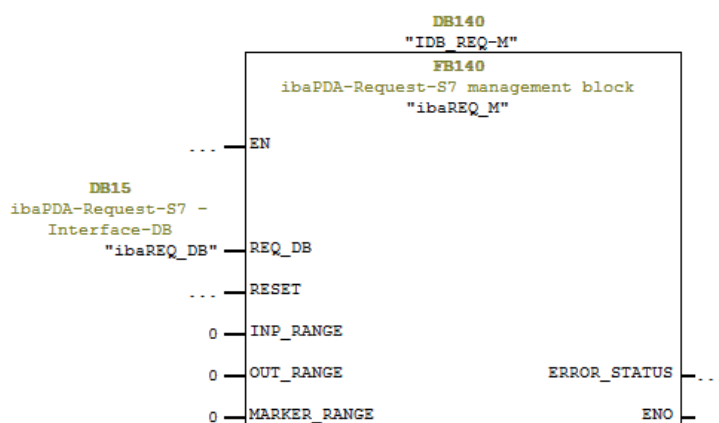 DB140
"IDB_REQ-M"
FB140
ibaPDA-Request-S7 management block
"ibaREQ_M"
... EN
DB15
ibaPDA-Request-S7 -
Interface-DB
"ibaREQ_DB" REQ_DB
... RESET
0 INP_RANGE
0 OUT_RANGE ERROR_STATUS ..
0 MARKER_RANGE ENO